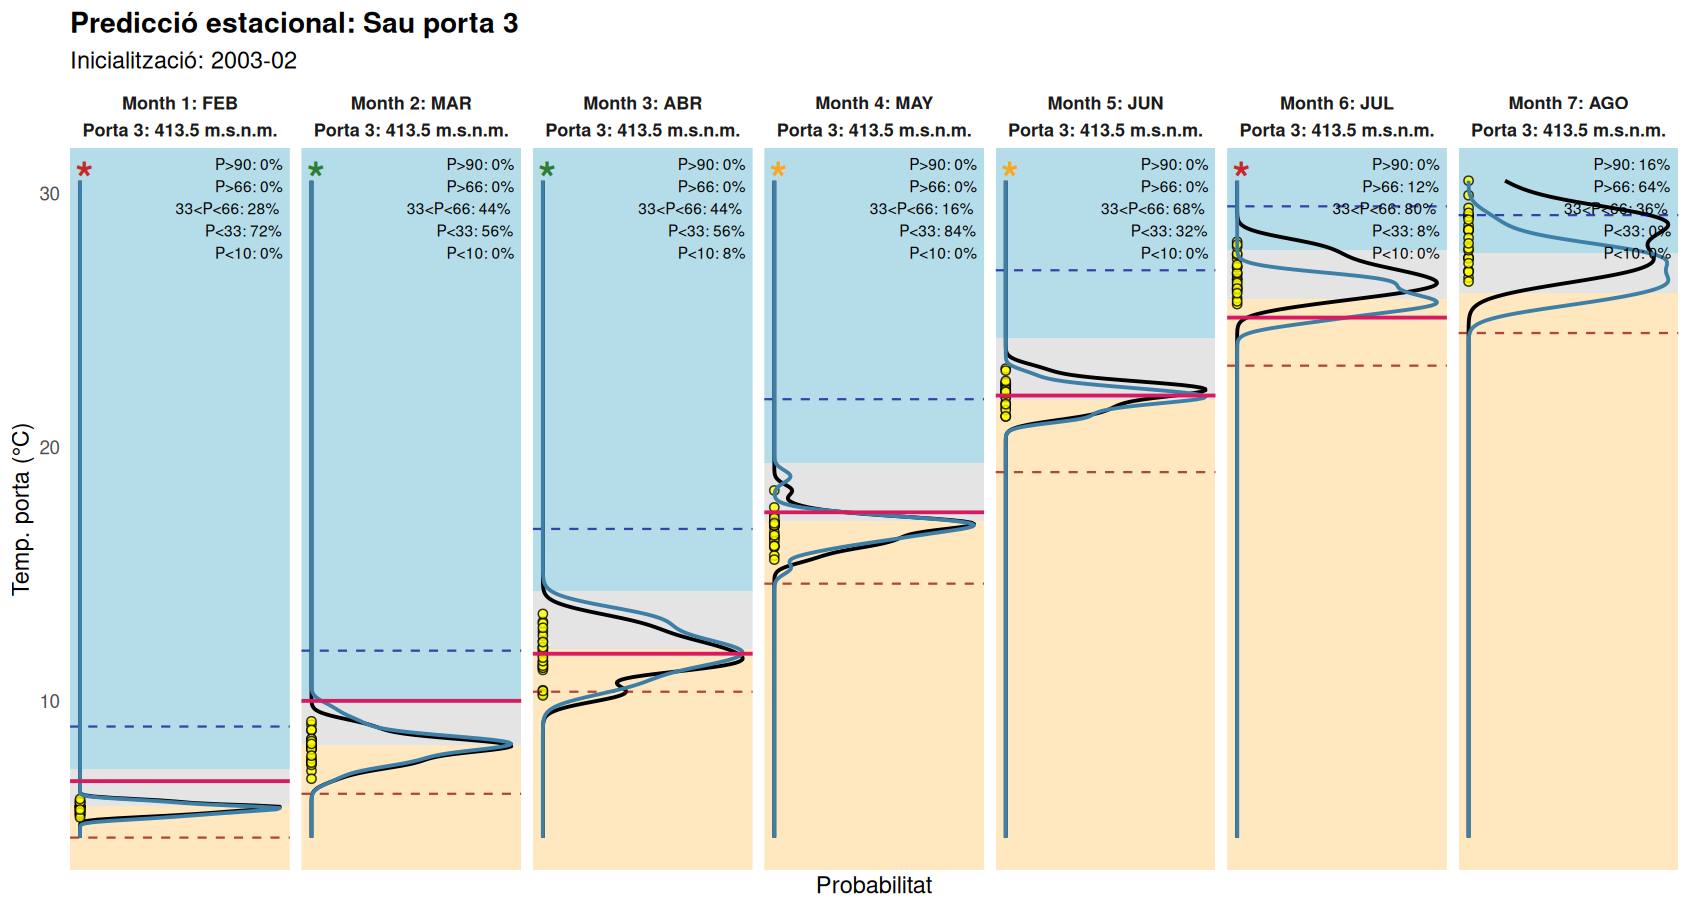 Predicció estacional: Sau porta 3
Inicialització: 2003-02
Month 1: FEB
Porta 3: 413.5 m.s.n.m.
Month 2: MAR
Porta 3: 413.5 m.s.n.m.
Month 3: ABR
Porta 3: 413.5 m.s.n.m.
Month 4: MAY
Porta 3: 413.5 m.s.n.m.
Month 5: JUN
Porta 3: 413.5 m.s.n.m.
Month 6: JUL
Porta 3: 413.5 m.s.n.m.
Month 7: AGO
Porta 3: 413.5 m.s.n.m.
*
P>90: 0%
P>66: 0%
33<P<66: 28%
P<33: 72%
P<10: 0%
*
P>90: 0%
P>66: 0%
33<P<66: 44%
P<33: 56%
P<10: 0%
*
P>90: 0%
P>66: 0%
33<P<66: 44%
P<33: 56%
P<10: 8%
*
P>90: 0%
P>66: 0%
33<P<66: 16%
P<33: 84%
P<10: 0%
*
P>90: 0%
P>66: 0%
33<P<66: 68%
P<33: 32%
P<10: 0%
*
P>90: 0%
P>66: 12%
33<P<66: 80%
P<33: 8%
P<10: 0%
P>90: 16%
P>66: 64%
33<P<66: 36%
P<33: 0%
P<10: 0%
30
20
10
Temp. porta (°C)
Probabilitat